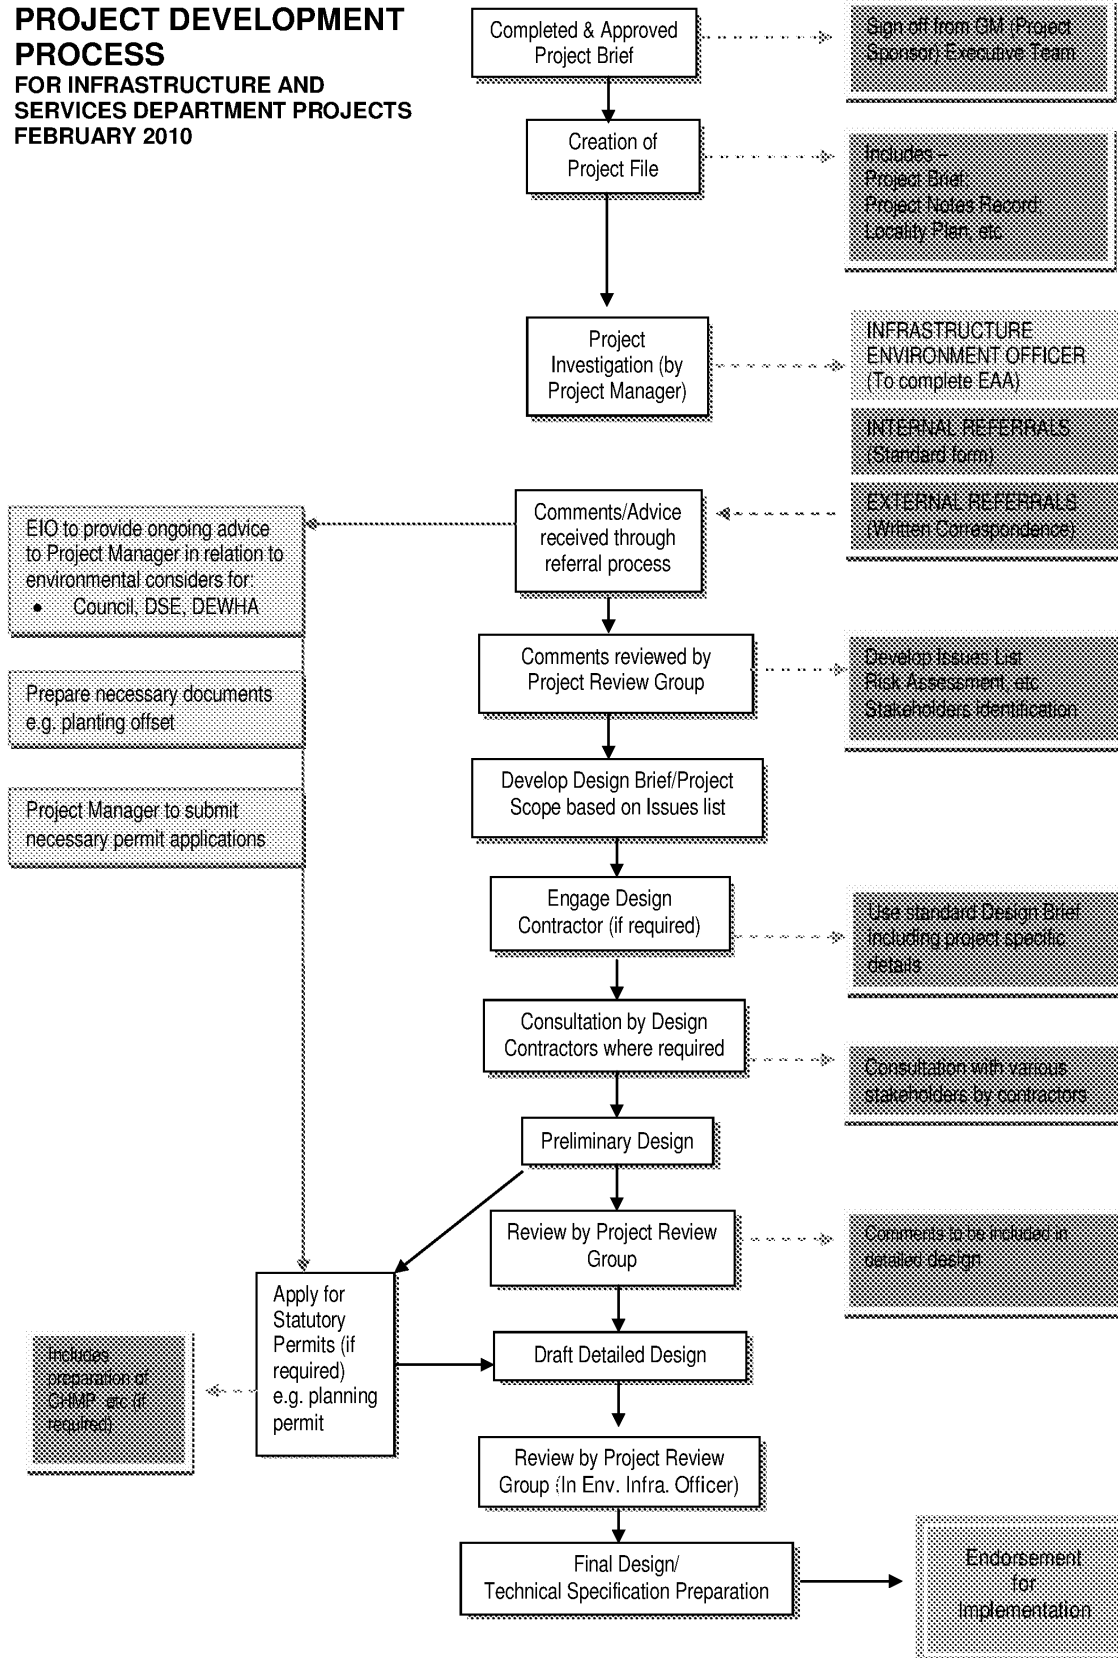 PROJECT DEVELOPMENT
PROCESS
FOR INFRASTRUCTURE AND
SERVICES DEPARTMENT PROJECTS
FEBRUARY 2010
Completed & Approved
Project Brief
Sign off from GM (Project
Sponsor) Executive Team
Creation of
Project File
Includes –
Project Brief;
Project Notes Record;
Locality Plan, etc
Project
Investigation (by
Project Manager)
INFRASTRUCTURE
ENVIRONMENT OFFICER
(To complete EAA)
INTERNAL REFERRALS
(Standard form)
EXTERNAL REFERRALS
(Written Correspondence)
Comments/Advice
received through
referral process
EIO to provide ongoing advice
to Project Manager in relation to
environmental considers for:
• Council, DSE, DEWHA
Comments reviewed by
Project Review Group
Develop Issues List
Risk Assessment, etc
Stakeholders identification
Prepare necessary documents
e.g. planting offset
Develop Design Brief/Project
Scope based on Issues list
Project Manager to submit
necessary permit applications
Engage Design
Contractor (if required)
Use standard Design Brief
including project specific
details
Consultation by Design
Contractors where required
Consultation with various
stakeholders by contractors
Preliminary Design
Review by Project Review
Group
Comments to be included in
detailed design
Apply for
Statutory
Permits (if
required)
e.g. planning
permit
Includes
preparation of
CHMP etc (if
required)
Draft Detailed Design
Review by Project Review
Group (In Env. Infra. Officer)
Final Design/
Technical Specification Preparation
Endorsement
for
Implementation